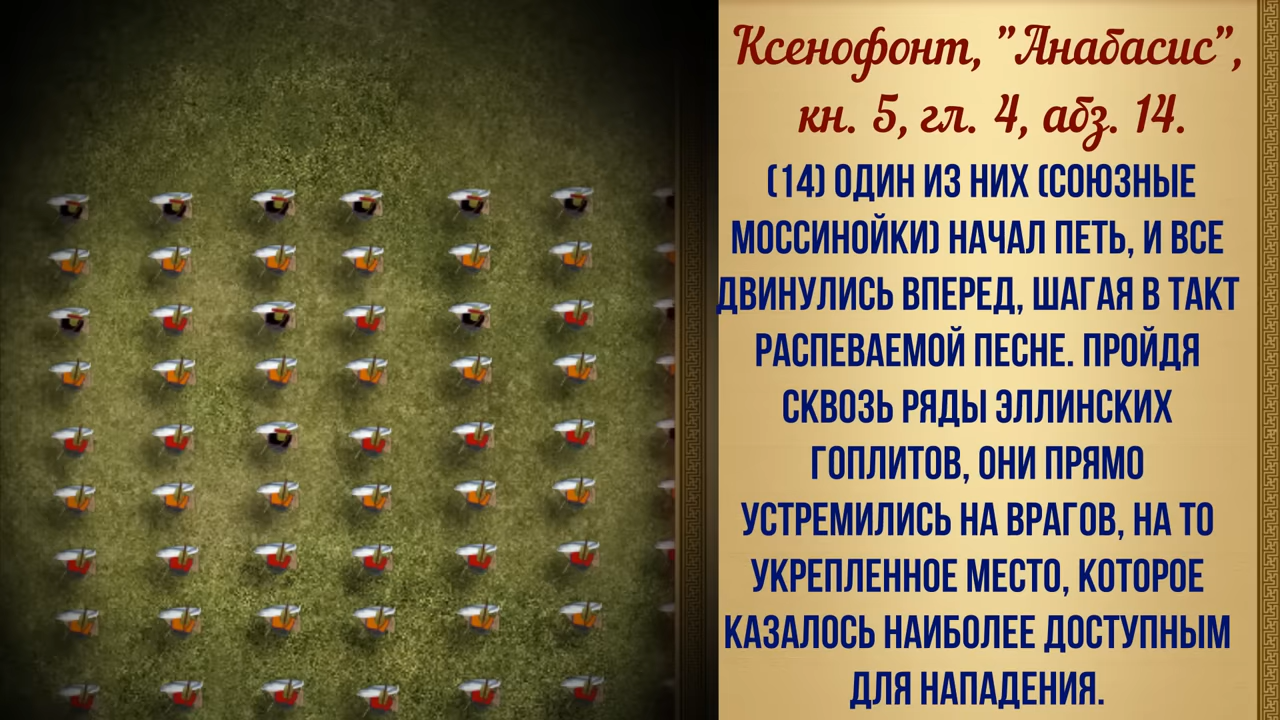 Ксенофонт, "Анабасис",
кн. 5, гл. 4, абз. 14.
(14) ОДИН ИЗ НИХ (СОЮЗНЫЕ
МОССИНОЙКИ) НАЧАЛ ПЕТЬ, И ВСЕ
ДВИНУЛИСЬ ВПЕРЕД, ШАГАЯ В ТАКТ
РАСПЕВАЕМОЙ ПЕСНЕ. ПРОЙДЯ
СКВОЗЬ РЯДЫ ЭЛЛИНСКИХ
ГОПЛИТОВ, ОНИ ПРЯМО
УСТРЕМИЛИСЬ НА ВРАГОВ, НА ТО
УКРЕПЛЕННОЕ МЕСТО, КОТОРОЕ
КАЗАЛОСЬ НАИБОЛЕЕ ДОСТУПНЫМ
ДЛЯ НАПАДЕНИЯ.